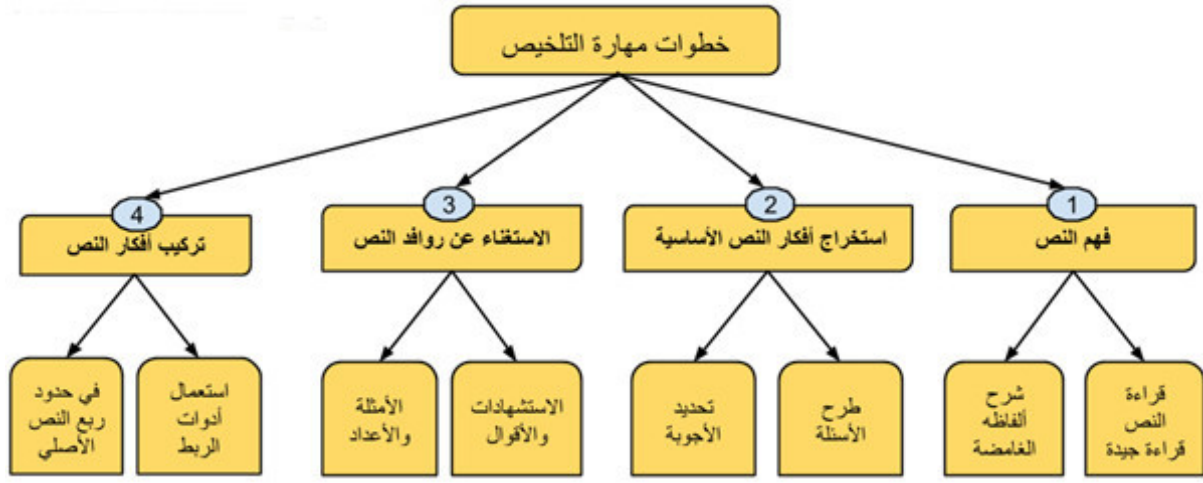 خطوات مهارة التلخيص
1
فهم النص
قراءة
النص
قراءة جيدة
شرح
ألفاظه
الغامضة
2
استخراج أفكار النص الأساسية
طرح
الأسئلة
تحديد
الأجوبة
3
الاستغناء عن روافد النص
الاستشهادات
والأقوال
الأمثلة
والأعداد
4
تركيب أفكار النص
استعمال
أدوات
الربط
في حدود
ربع النص
الأصلي